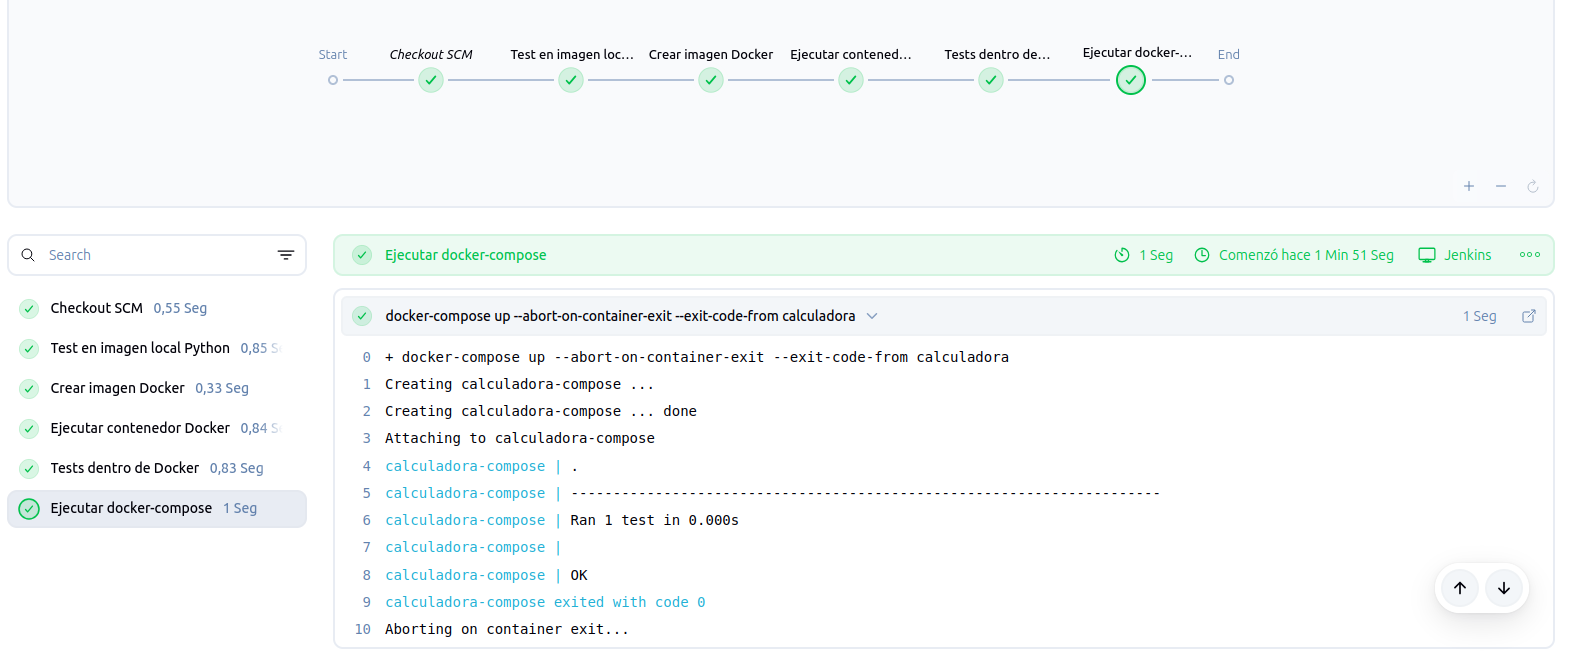 Start
Checkout SCM
Test en imagen loc...
Crear imagen Docker
Ejecutar contened...
Tests dentro de...
Ejecutar docker-...
End
Search
Checkout SCM 0,55 Seg
Test en imagen local Python 0,85 S
Crear imagen Docker 0,33 Seg
Ejecutar contenedor Docker 0,84 S
Tests dentro de Docker 0,83 Seg
Ejecutar docker-compose 1 Seg
Ejecutar docker-compose 1 Seg Comenzó hace 1 Min 51 Seg Jenkins
docker-compose up --abort-on-container-exit --exit-code-from calculadora 1 Seg
0 + docker-compose up --abort-on-container-exit --exit-code-from calculadora
1 Creating calculadora-compose ...
2 Creating calculadora-compose ... done
3 Attaching to calculadora-compose
4 calculadora-compose | .
5 calculadora-compose | ----------------------------------------------------------------------
6 calculadora-compose | Ran 1 test in 0.000s
7 calculadora-compose |
8 calculadora-compose | OK
9 calculadora-compose exited with code 0
10 Aborting on container exit...